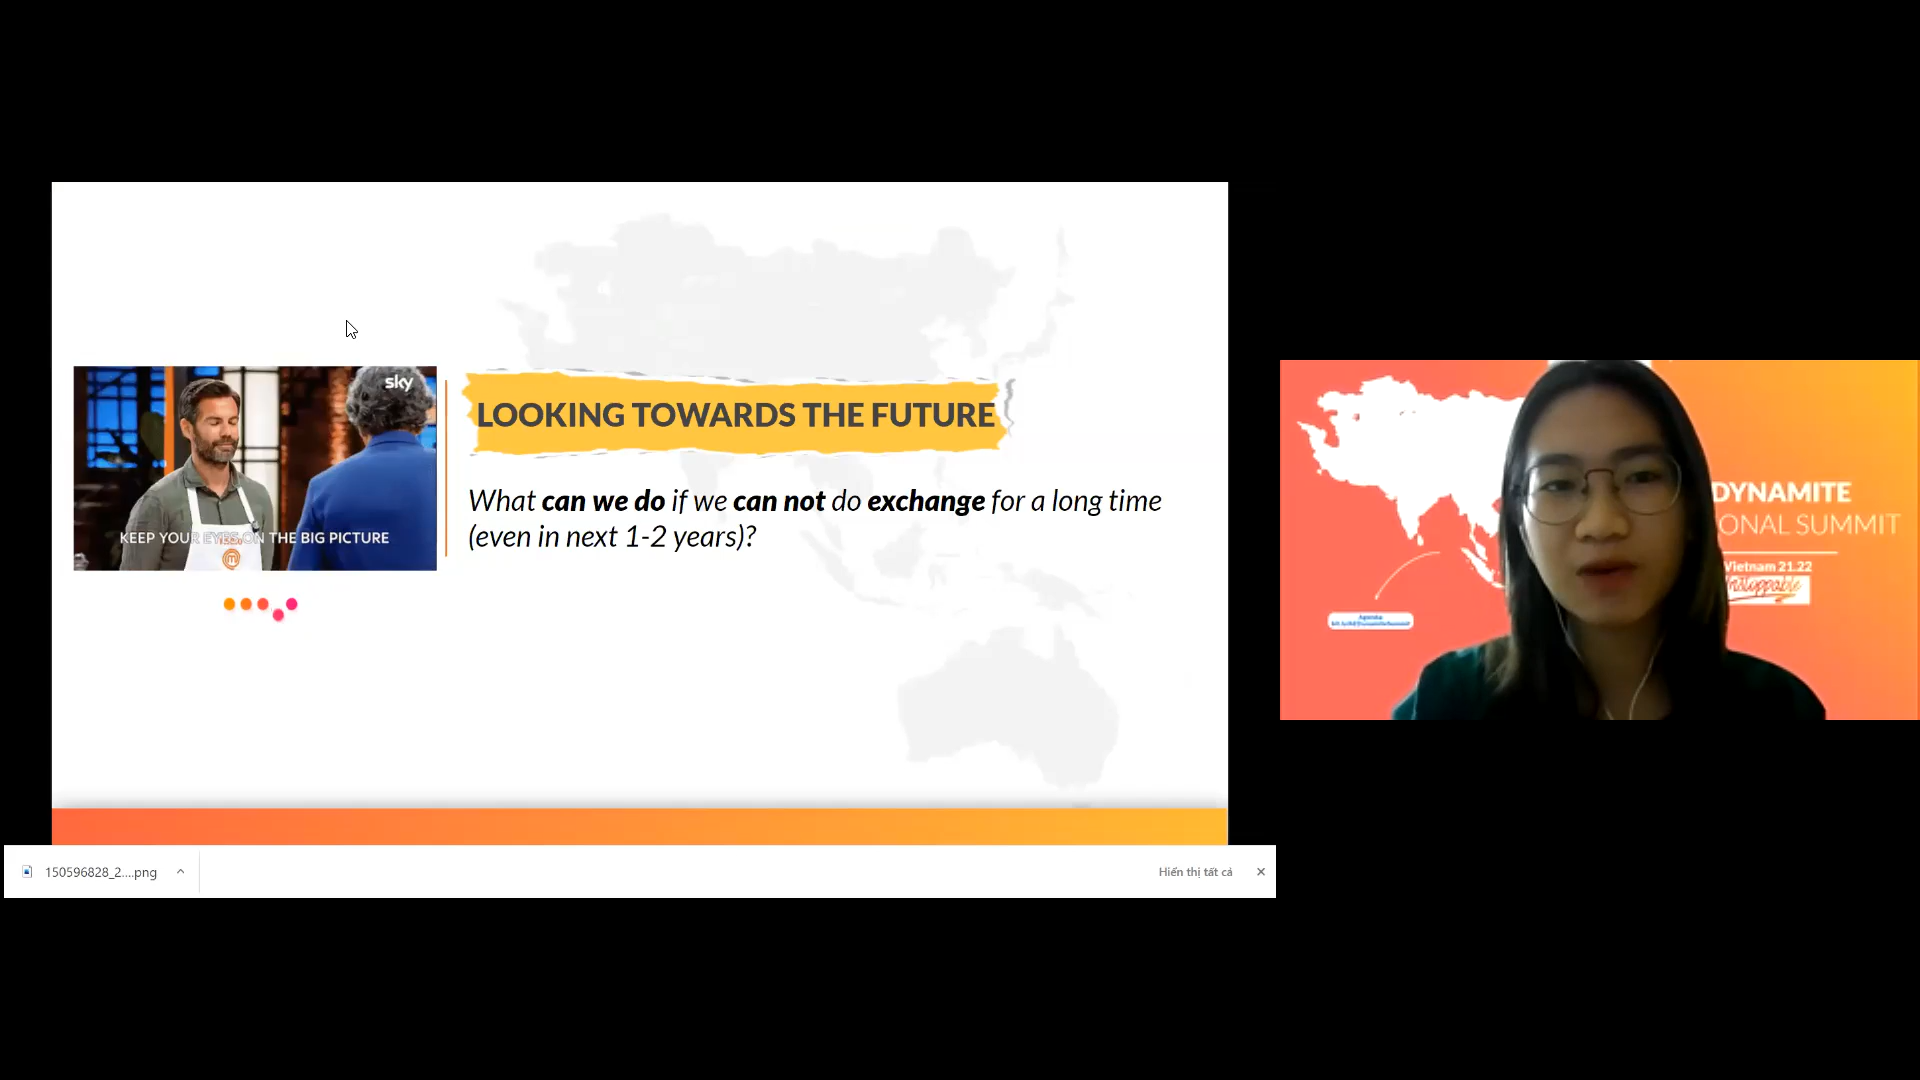 sky
KEEP YOUR EYES ON THE BIG PICTURE
LOOKING TOWARDS THE FUTURE
What can we do if we can not do exchange for a long time
(even in next 1-2 years)?
150596828_2....png
Hiển thị tất cả
DYNAMITE
ONAL SUMMIT
Vietnam 21.22
Agenda